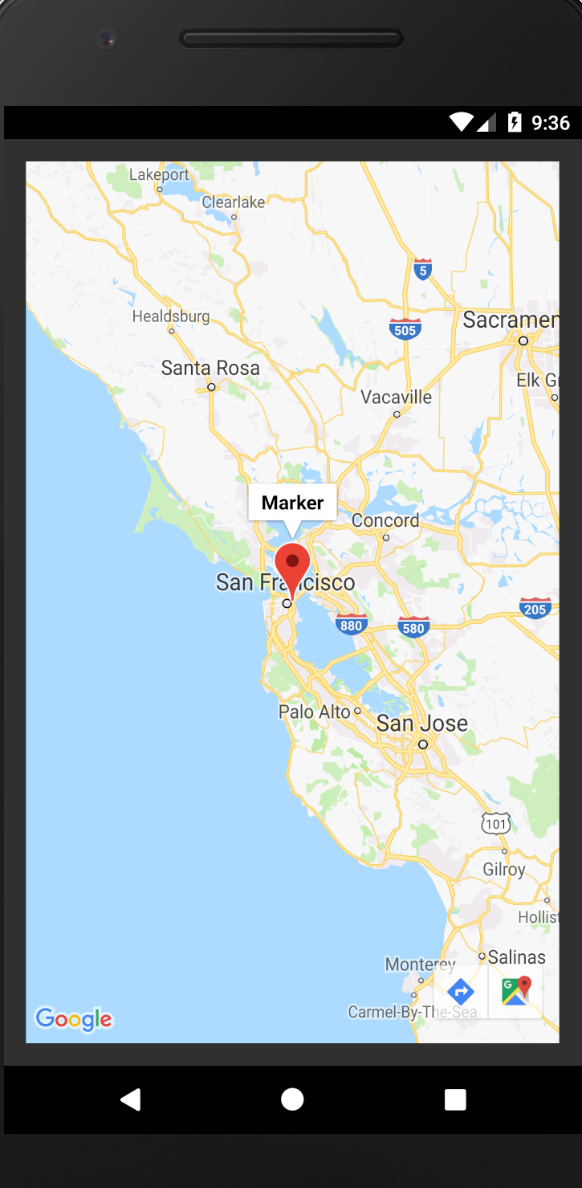 9:36
Lakeport
Clearlake
5
Healdsburg
505
Sacramen
Santa Rosa
Elk G
Vacaville
Marker
Concord
San Francisco
205
880
580
Palo Alto
San Jose
101
Gilroy
Hollist
Salinas
Monterey
G
Carmel-By-The-Sea
Google